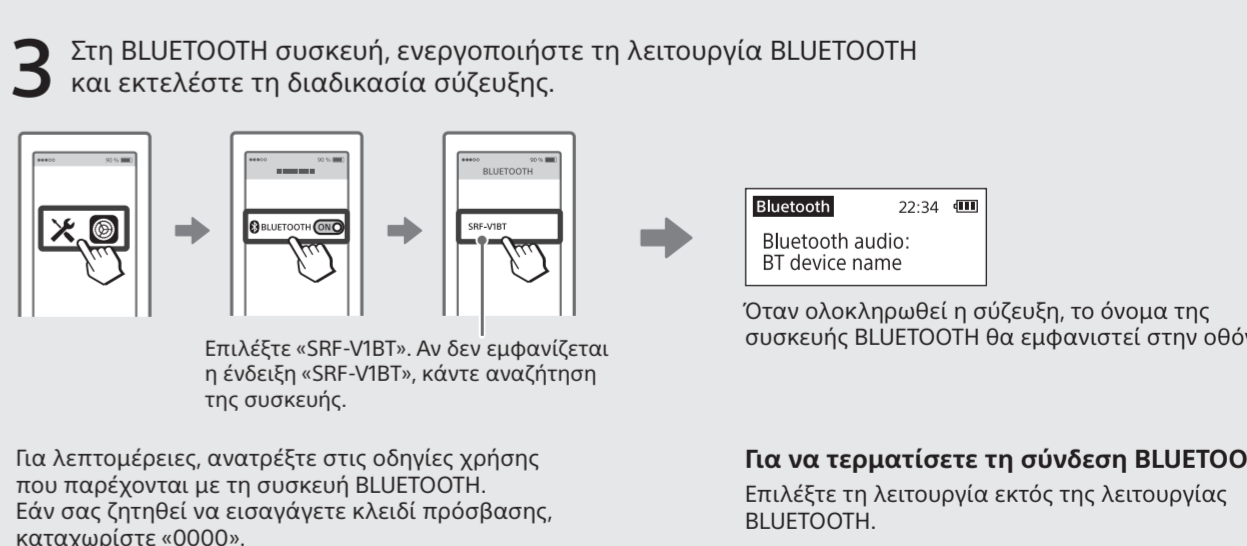 3 Στη BLUETOOTH συσκευή, ενεργοποιήστε τη λειτουργία BLUETOOTH
και εκτελέστε τη διαδικασία σύζευξης.
90 %
90 %
BLUETOOTH ON
90 %
BLUETOOTH
SRF-V1BT
Επιλέξτε «SRF-V1BT». Αν δεν εμφανίζεται
η ένδειξη «SRF-V1BT», κάντε αναζήτηση
της συσκευής.
Bluetooth 22:34
Bluetooth audio:
BT device name
Όταν ολοκληρωθεί η σύζευξη, το όνομα της
συσκευής BLUETOOTH θα εμφανιστεί στην
Για λεπτομέρειες, ανατρέξτε στις οδηγίες χρήσης
που παρέχονται με τη συσκευή BLUETOOTH.
Εάν σας ζητηθεί να εισαγάγετε κλειδί πρόσβασης,
καταχωρίστε «0000».
Για να τερματίσετε τη σύνδεση
Επιλέξτε τη λειτουργία εκτός της λειτουργίας
BLUETOOTH.